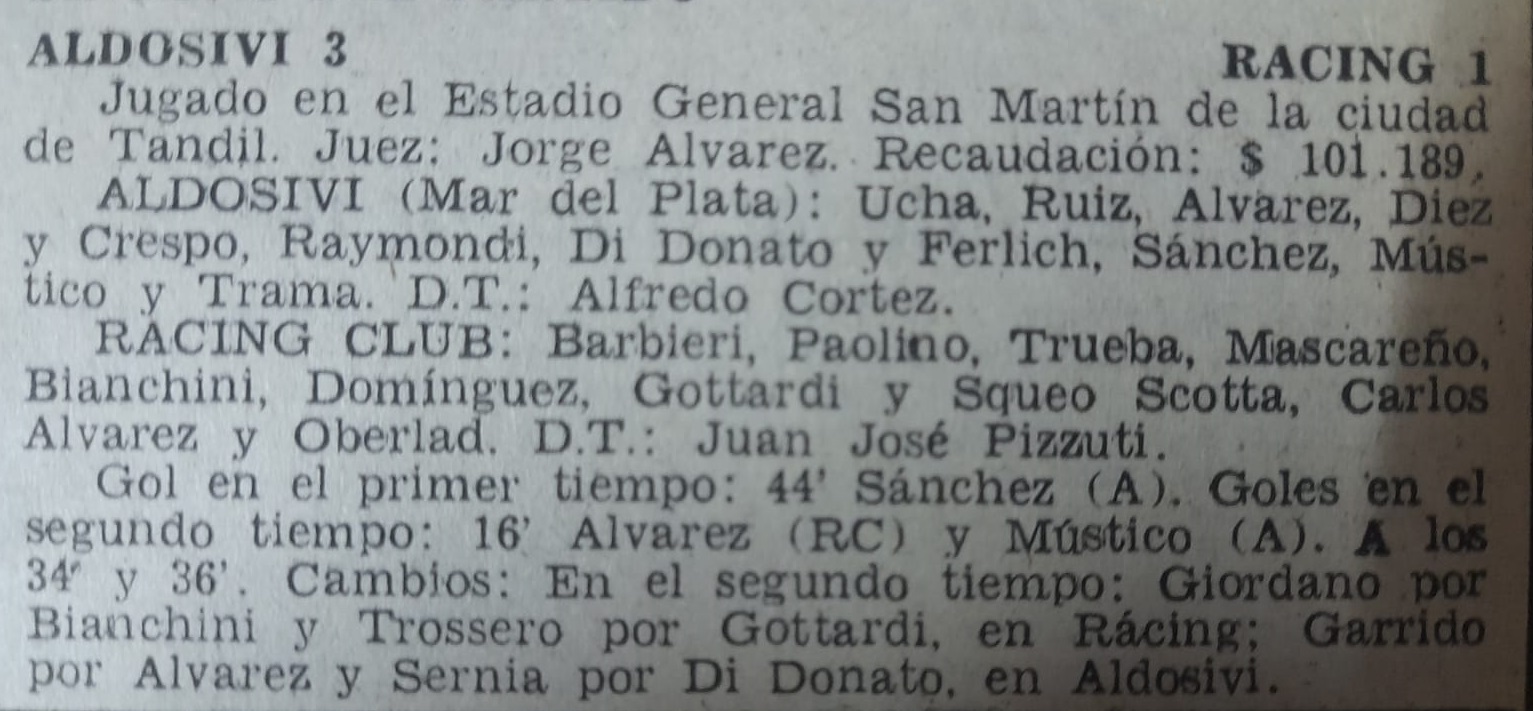 ALDOSIVI 3 RACING 1
Jugado en el Estadio General San Martín de la ciudad
de Tandil. Juez: Jorge Alvarez. Recaudación: $ 101.189.
ALDOSIVI (Mar del Plata): Ucha, Ruiz, Alvarez, Diez
y Crespo, Raymondi, Di Donato y Ferlich, Sánchez, Mús-
tico y Trama. D.T.: Alfredo Cortez.
RACING CLUB: Barbieri, Paolino, Trueba, Mascareño,
Bianchini, Domínguez, Gottardi y Squeo Scotta, Carlos
Alvarez y Oberlad. D.T.: Juan José Pizzuti.
Gol en el primer tiempo: 44' Sánchez (A). Goles en el
segundo tiempo: 16' Alvarez (RC) y Mústico (A). A los
34' y 36'. Cambios: En el segundo tiempo: Giordano por
Bianchini y Trossero por Gottardi, en Rácing; Garrido
por Alvarez y Sernia por Di Donato, en Aldosivi.